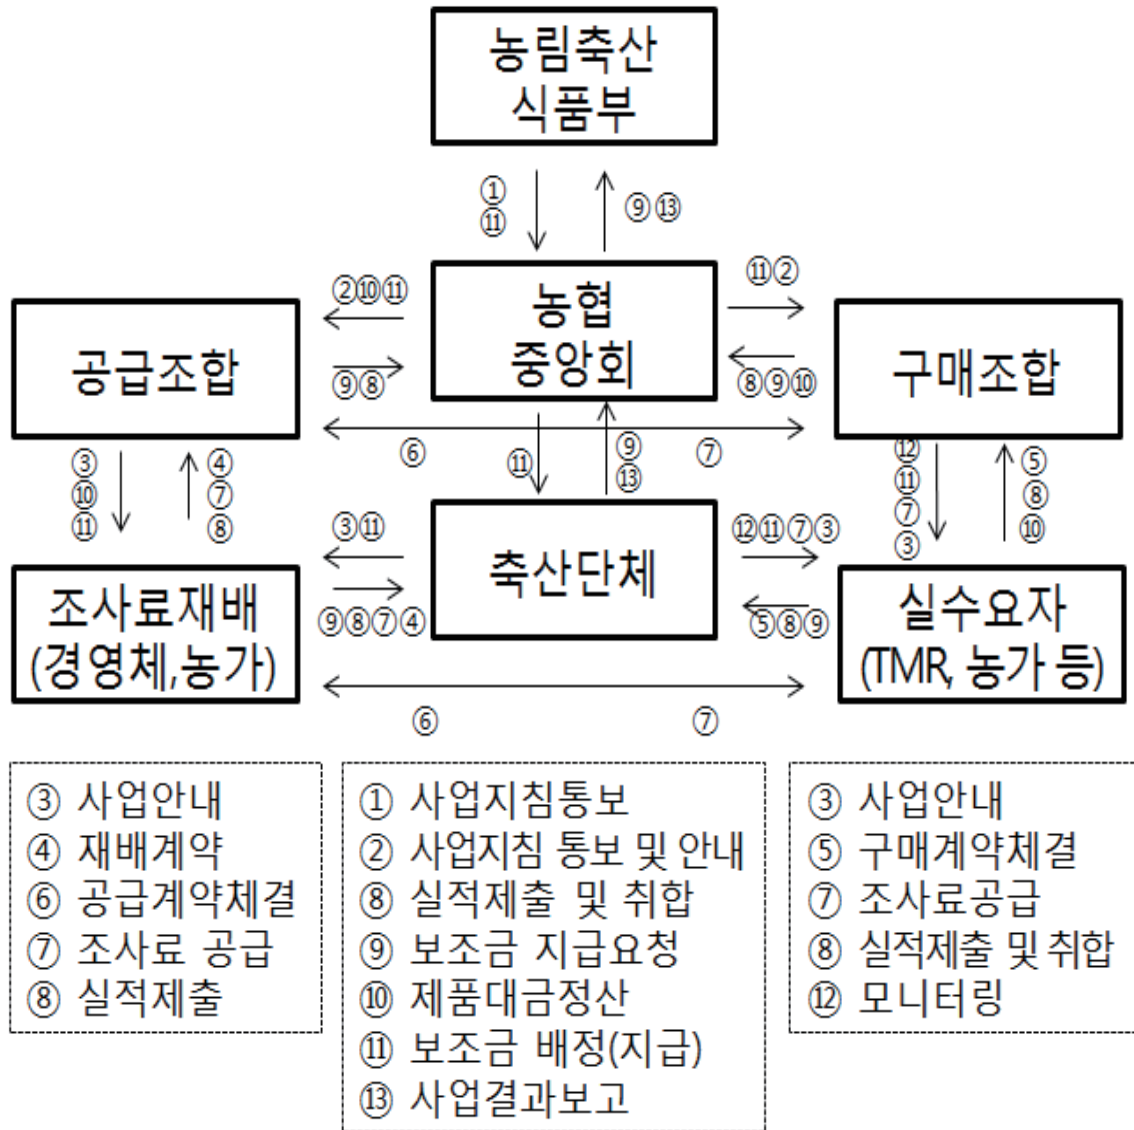 농림축산
식품부
①
⑪
⑨ ⑬
②⑩⑪
농협
중앙회
⑪②
공급조합
⑨⑧
⑧⑨⑩
구매조합
⑥
⑦
③
⑩
⑪
④
⑦
⑧
⑪
⑨
⑬
⑫
⑪
⑦
③
⑤
⑧
⑩
③⑪
축산단체
⑫⑪⑦③
조사료재배
(경영체,농가)
⑨⑧⑦④
⑤⑧⑨
실수요자
(TMR, 농가 등)
⑥
⑦
③ 사업안내
④ 재배계약
⑥ 공급계약체결
⑦ 조사료 공급
⑧ 실적제출
① 사업지침통보
② 사업지침 통보 및 안내
⑧ 실적제출 및 취합
⑨ 보조금 지급요청
⑩ 제품대금정산
⑪ 보조금 배정(지급)
⑬ 사업결과보고
③ 사업안내
⑤ 구매계약체결
⑦ 조사료공급
⑧ 실적제출 및 취합
⑫ 모니터링